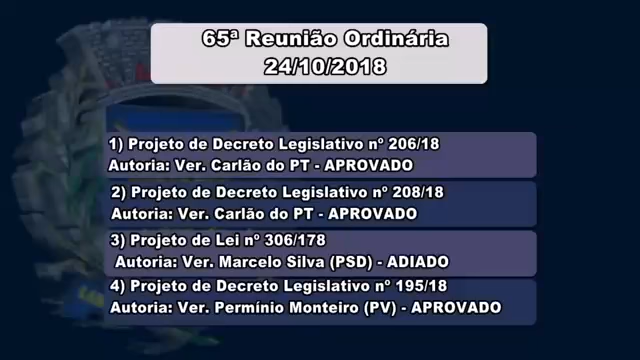 65ª Reunião Ordinária
24/10/2018
1) Projeto de Decreto Legislativo nº 206/18
Autoria: Ver. Carlão do PT - APROVADO
2) Projeto de Decreto Legislativo nº 208/18
Autoria: Ver. Carlão do PT - APROVADO
3) Projeto de Lei nº 306/178
Autoria: Ver. Marcelo Silva (PSD) - ADIADO
4) Projeto de Decreto Legislativo nº 195/18
Autoria: Ver. Permínio Monteiro (PV) - APROVADO